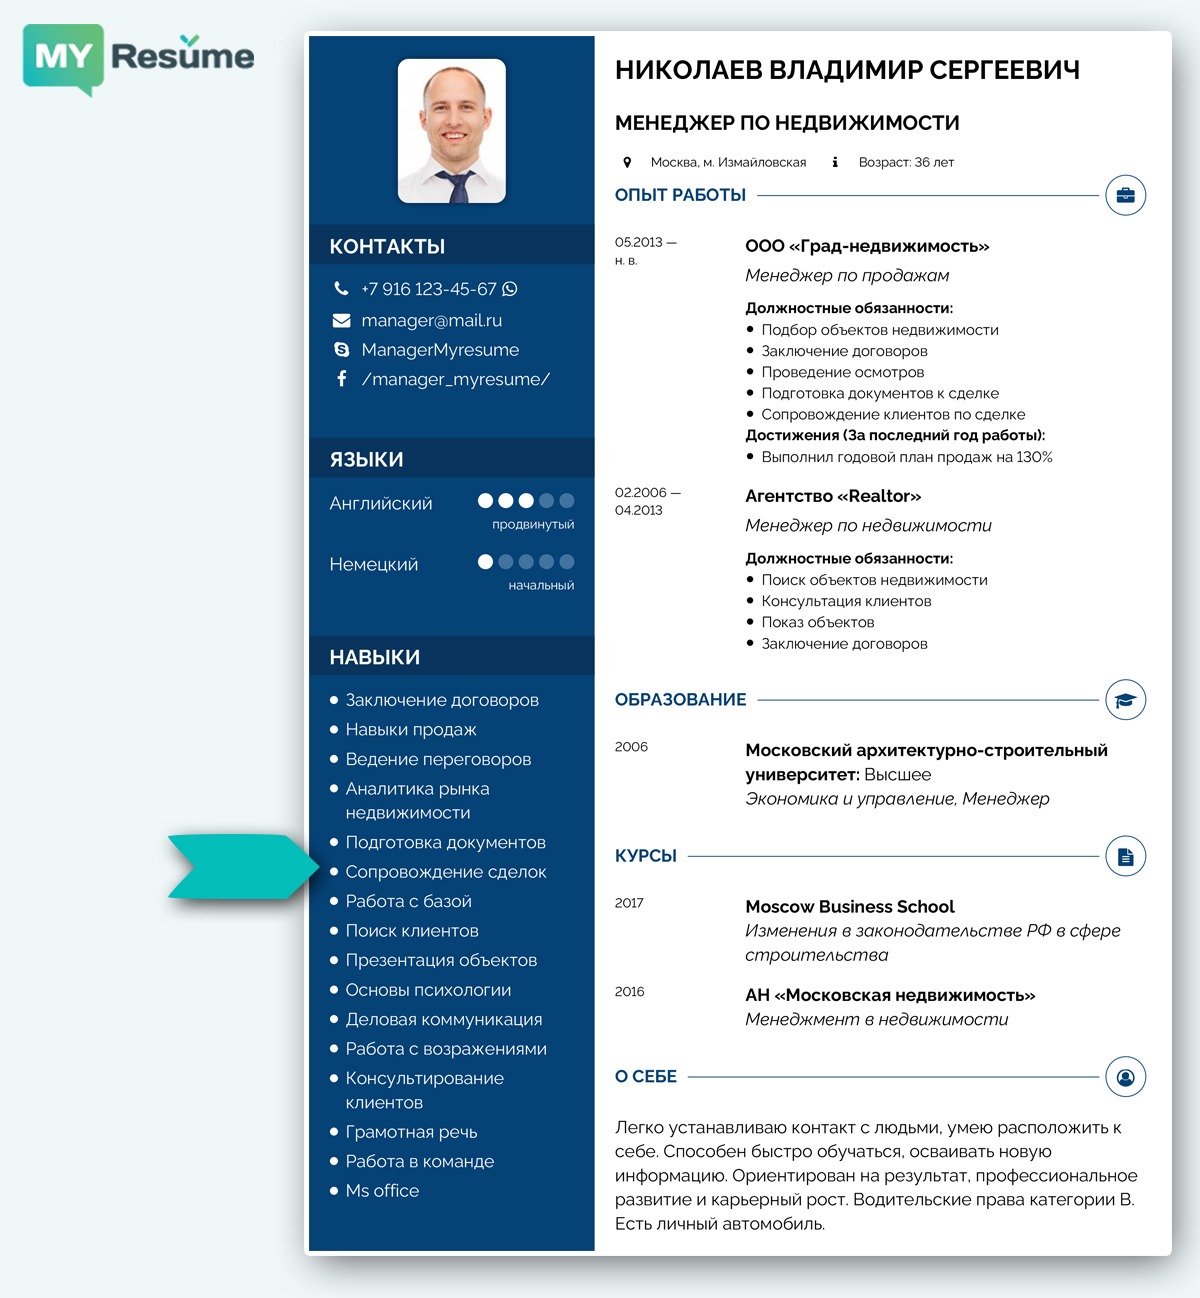 MY Resume
КОНТАКТЫ
+7 916 123-45-67
manager@mail.ru
ManagerMyresume
/manager_myresume/
ЯЗЫКИ
Английский
продвинутый
Немецкий
начальный
НАВЫКИ
Заключение договоров
Навыки продаж
Ведение переговоров
Аналитика рынка
недвижимости
Подготовка документов
Сопровождение сделок
Работа с базой
Поиск клиентов
Презентация объектов
Основы психологии
Деловая коммуникация
Работа с возражениями
Консультирование
клиентов
Грамотная речь
Работа в команде
Ms office
НИКОЛАЕВ ВЛАДИМИР СЕРГЕЕВИЧ
МЕНЕДЖЕР ПО НЕДВИЖИМОСТИ
Москва, м. Измайловская Возраст: 36 лет
ОПЫТ РАБОТЫ
05.2013 —
н. в.
ООО «Град-недвижимость»
Менеджер по продажам
Должностные обязанности:
Подбор объектов недвижимости
Заключение договоров
Проведение осмотров
Подготовка документов к сделке
Сопровождение клиентов по сделке
Достижения (За последний год работы):
Выполнил годовой план продаж на 130%
02.2006 —
04.2013
Агентство «Realtor»
Менеджер по недвижимости
Должностные обязанности:
Поиск объектов недвижимости
Консультация клиентов
Показ объектов
Заключение договоров
ОБРАЗОВАНИЕ
2006
Московский архитектурно-строительный
университет: Высшее
Экономика и управление, Менеджер
КУРСЫ
2017
Moscow Business School
Изменения в законодательстве РФ в сфере
строительства
2016
АН «Московская недвижимость»
Менеджмент в недвижимости
О СЕБЕ
Легко устанавливаю контакт с людьми, умею расположить к
себе. Способен быстро обучаться, осваивать новую
информацию. Ориентирован на результат, профессиональное
развитие и карьерный рост. Водительские права категории B.
Есть личный автомобиль.